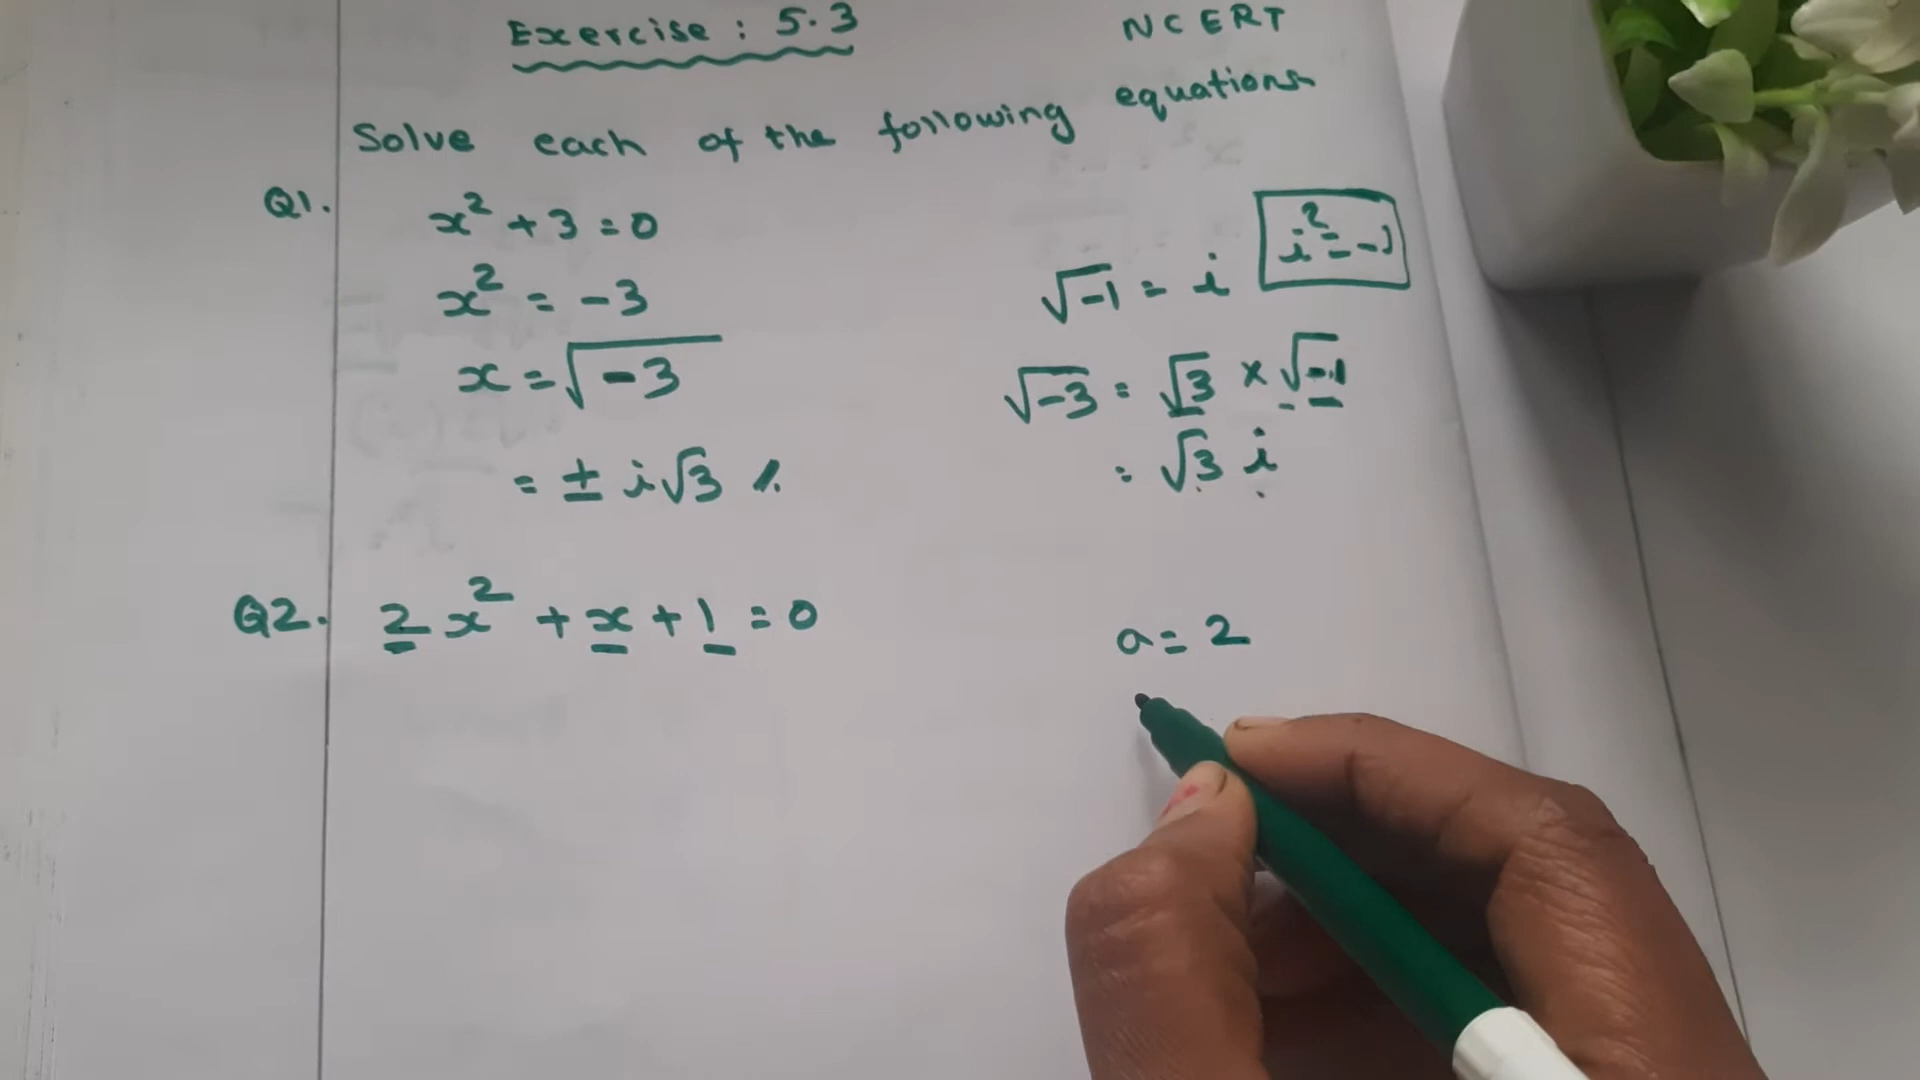 Exercise : 5.3
NCERT
Solve each of the following equations
Q1. x² + 3 = 0
x² = -3
x = √-3
= ± i√3
√-1 = i
i² = -1
√-3 = √3 × √-1
= √3 i
Q2. 2x² + x + 1 = 0
a = 2